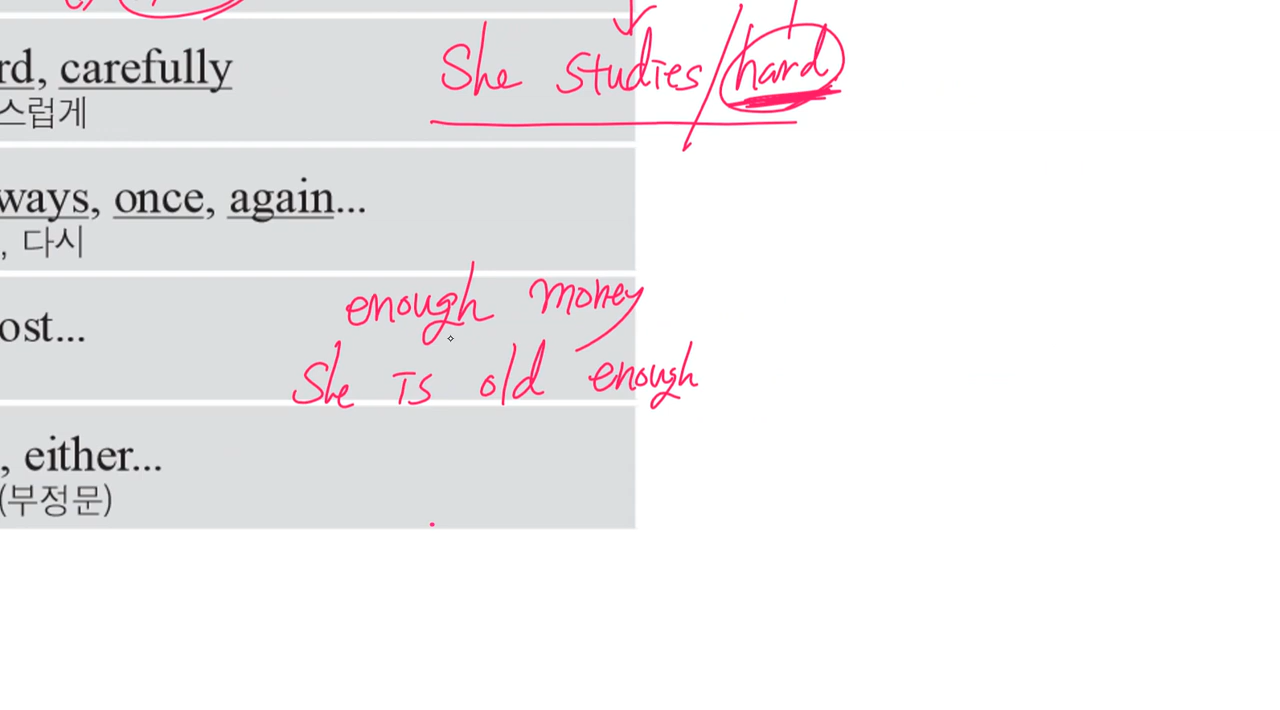 rd, carefully She studies / hard
스럽게
ways, once, again...
, 다시
enough money
ost...
She is old enough
, either...
(부정문)